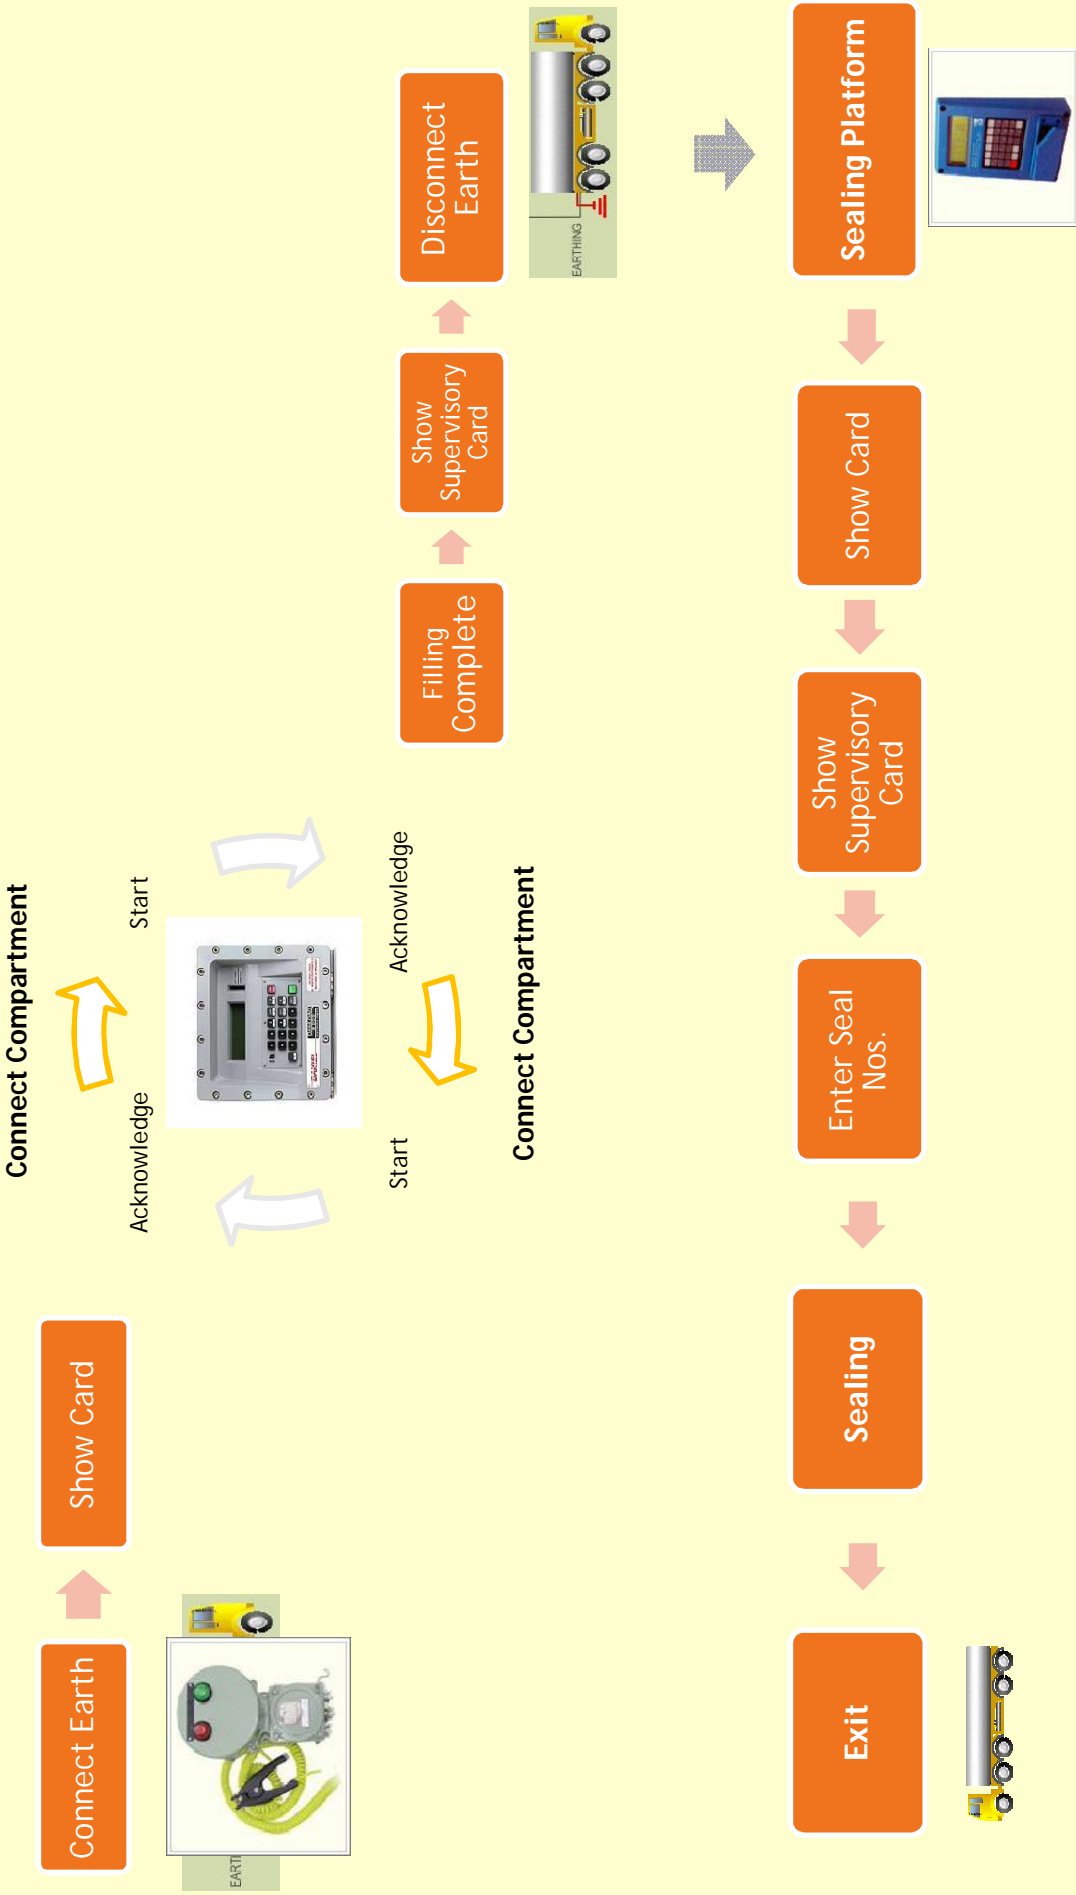 Connect Earth
Show Card
EARTI
Connect Compartment
Acknowledge
Start
Start
Acknowledge
Connect Compartment
Filling
Complete
Show
Supervisory
Card
Disconnect
Earth
EARTHING
Sealing Platform
Show Card
Show
Supervisory
Card
Enter Seal
Nos.
Sealing
Exit